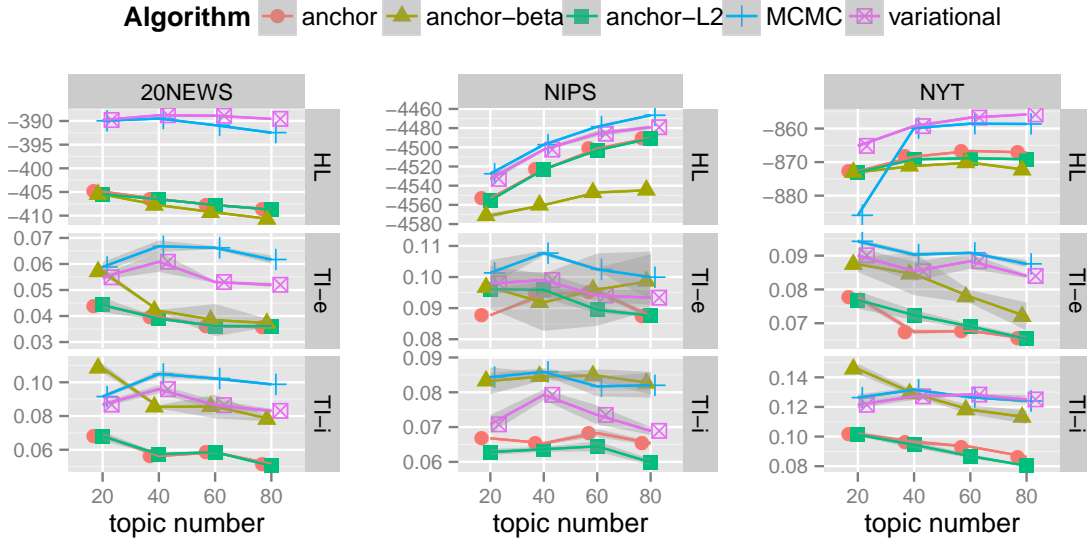 Algorithm anchor anchor−beta anchor−L2 MCMC variational
20NEWS NIPS NYT
−390
−395
−400
−405
−410
HL
−4460
−4480
−4500
−4520
−4540
−4560
−4580
HL
−860
−870
−880
HL
0.07
0.06
0.05
0.04
0.03
TI−e
0.11
0.10
0.09
0.08
TI−e
0.09
0.08
0.07
TI−e
0.10
0.08
0.06
TI−i
0.09
0.08
0.07
0.06
TI−i
0.14
0.12
0.10
0.08
TI−i
20 40 60 80 20 40 60 80 20 40 60 80
topic number topic number topic number